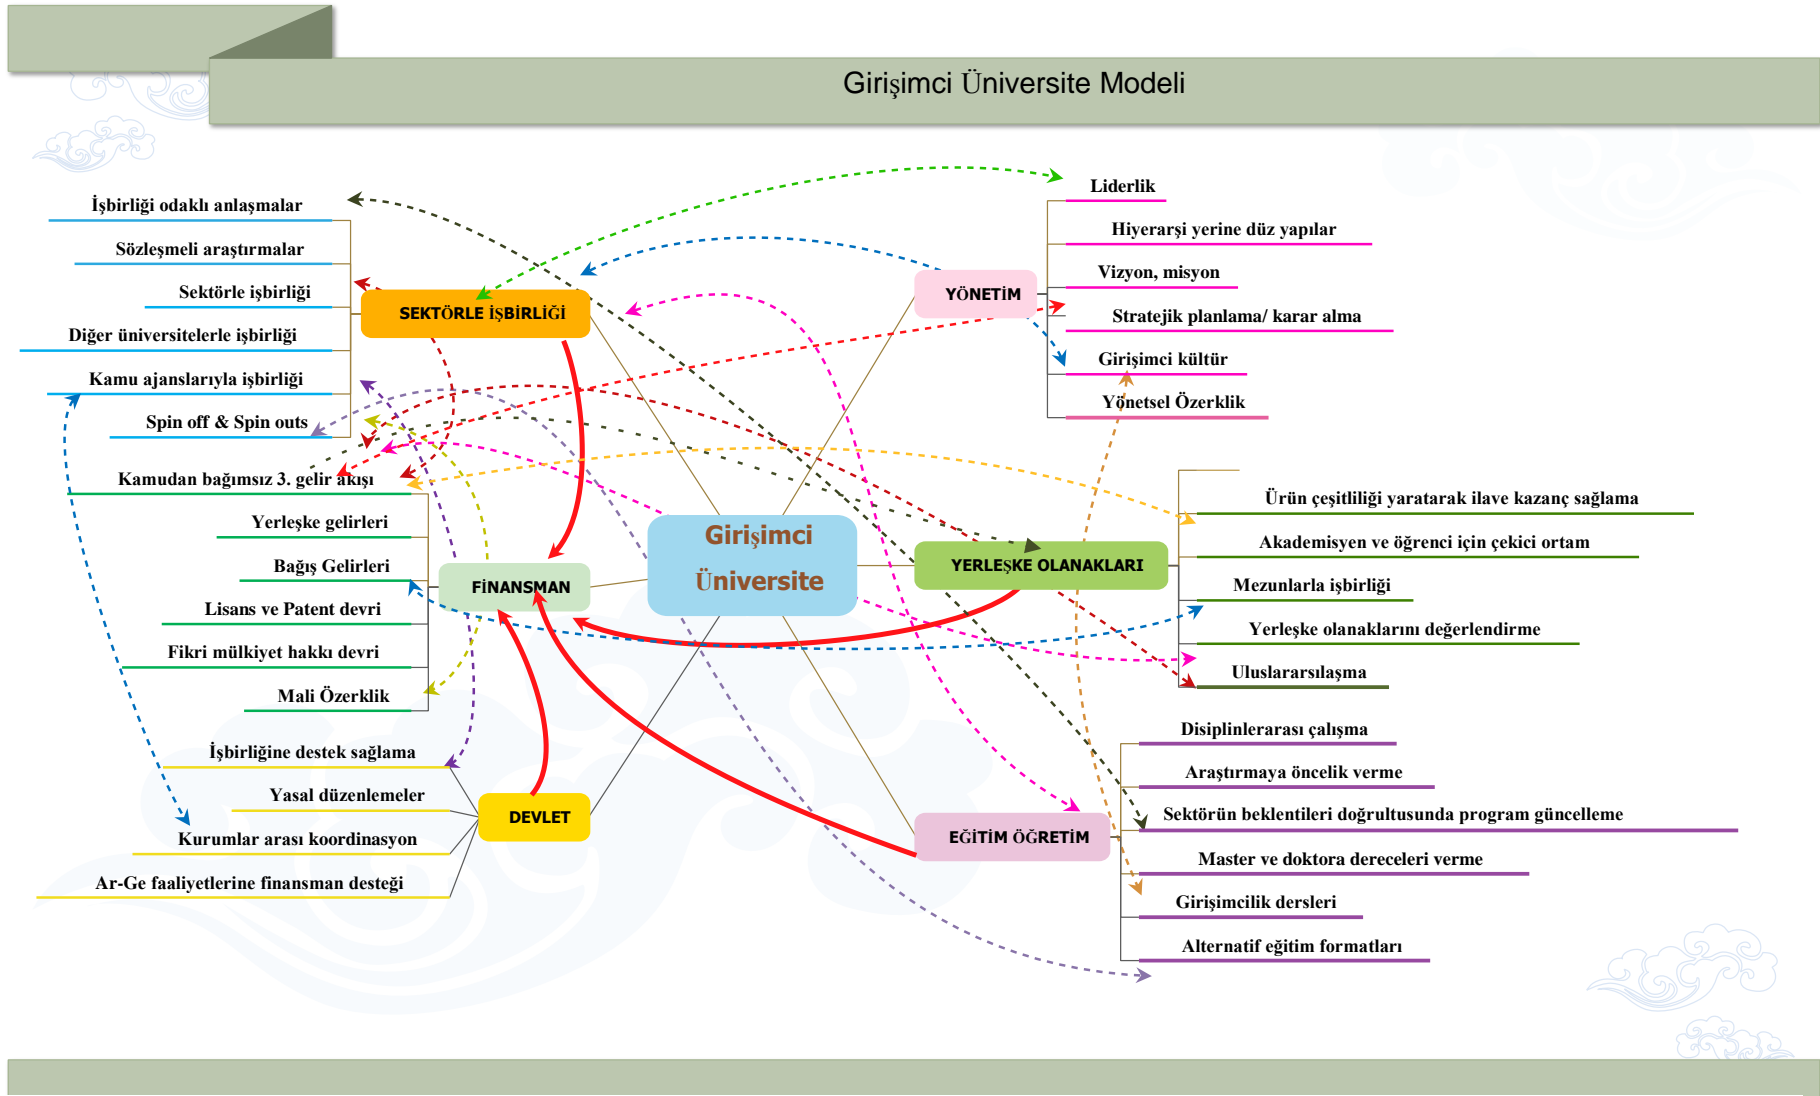 Girişimci Üniversite Modeli
İşbirliği odaklı anlaşmalar
Sözleşmeli araştırmalar
Sektörle işbirliği
Diğer üniversitelerle işbirliği
Kamu ajanslarıyla işbirliği
Spin off & Spin outs
SEKTÖRLE İŞBİRLİĞİ
Kamudan bağımsız 3. gelir akışı
Yerleşke gelirleri
Bağış Gelirleri
Lisans ve Patent devri
Fikri mülkiyet hakkı devri
Mali Özerklik
FİNANSMAN
İşbirliğine destek sağlama
Yasal düzenlemeler
Kurumlar arası koordinasyon
Ar-Ge faaliyetlerine finansman desteği
DEVLET
Girişimci
Üniversite
YÖNETİM
Liderlik
Hiyerarşi yerine düz yapılar
Vizyon, misyon
Stratejik planlama/ karar alma
Girişimci kültür
Yönetsel Özerklik
YERLEŞKE OLANAKLARI
Ürün çeşitliliği yaratarak ilave kazanç sağlama
Akademisyen ve öğrenci için çekici ortam
Mezunlarla işbirliği
Yerleşke olanaklarını değerlendirme
Uluslararsılaşma
EĞİTİM ÖĞRETİM
Disiplinlerarası çalışma
Araştırmaya öncelik verme
Sektörün beklentileri doğrultusunda program güncelleme
Master ve doktora dereceleri verme
Girişimcilik dersleri
Alternatif eğitim formatları